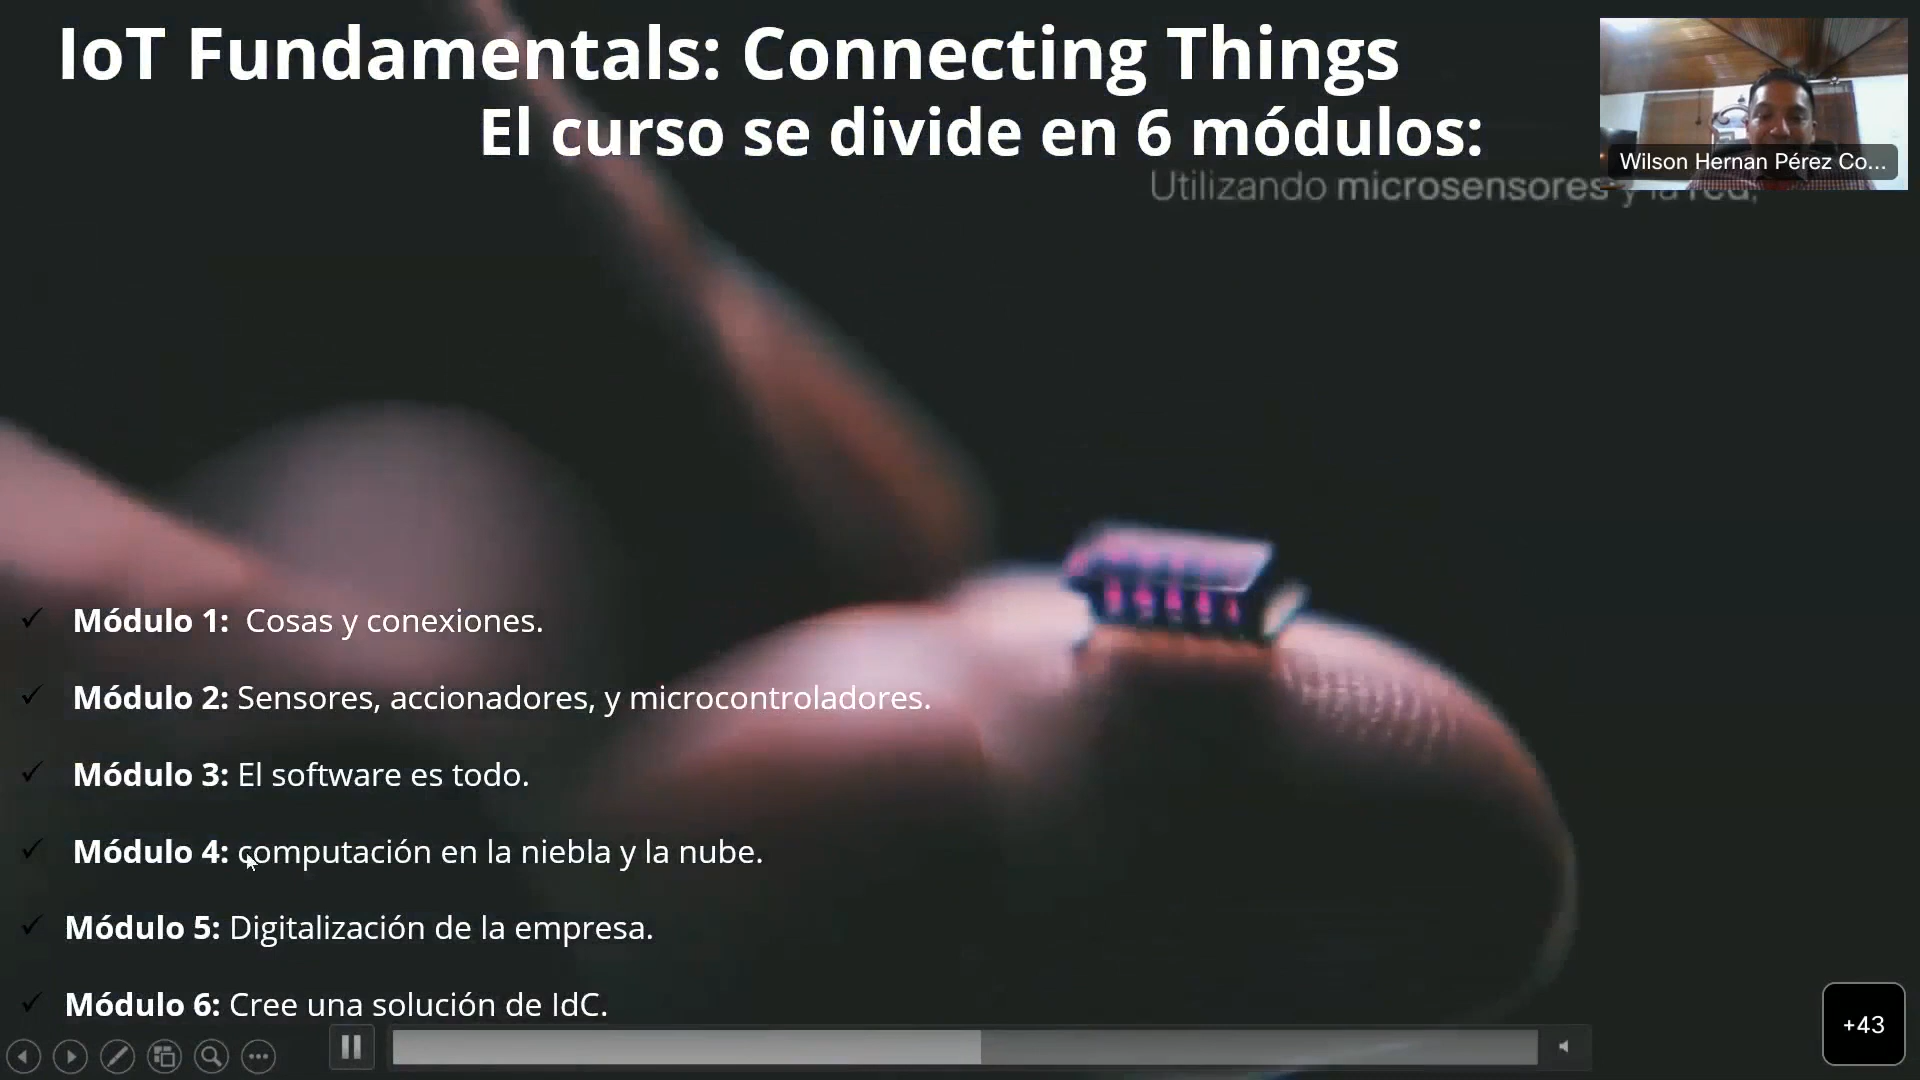 IoT Fundamentals: Connecting Things
El curso se divide en 6 módulos:
Wilson Hernan Pérez Co...
Utilizando microsensores y la red,
Módulo 1: Cosas y conexiones.
Módulo 2: Sensores, accionadores, y microcontroladores.
Módulo 3: El software es todo.
Módulo 4: computación en la niebla y la nube.
Módulo 5: Digitalización de la empresa.
Módulo 6: Cree una solución de IdC.
+43